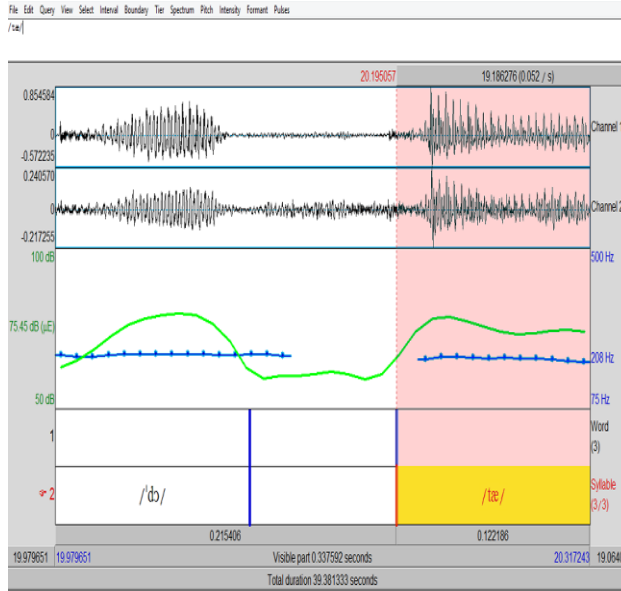 File Edit Query View Select Interval Boundary Tier Spectrum Pitch Intensity Formant Pulses
/tæ/
20.195057 19.186276 (0.052 / s)
0.854584
0 Channel 1
-0.572235
0.240570
0 Channel 2
-0.217255
100 dB 500 Hz
75.45 dB (µE) 208 Hz
50 dB 75 Hz
1 Word
(3)
☞ 2 /ˈdɔ/ /tæ/ Syllable
(3/3)
0.215406 0.122186
19.979651 19.979651 Visible part 0.337592 seconds 20.317243 19.0640
Total duration 39.381333 seconds